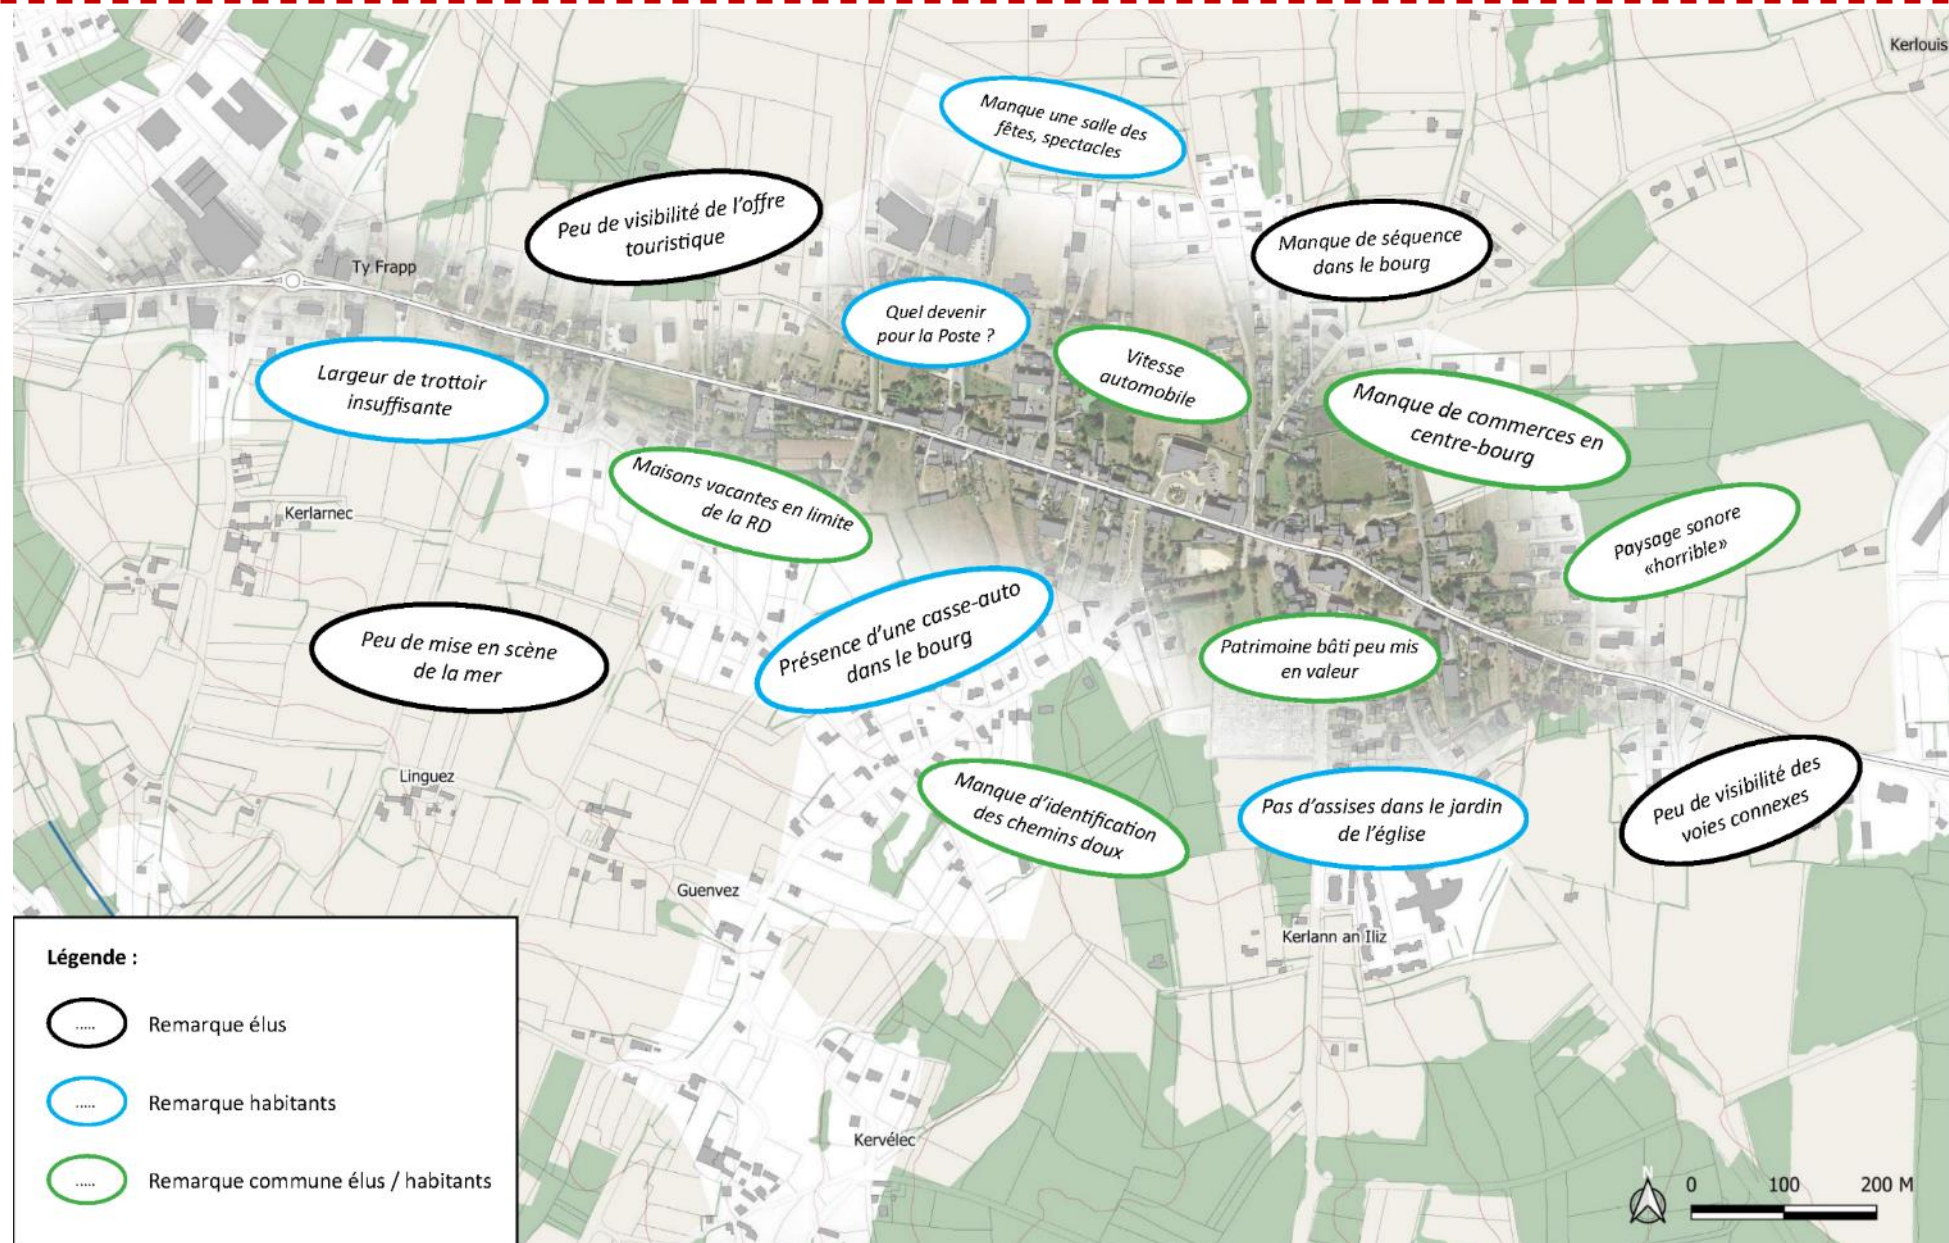 Kerlouis
Manque une salle des
fêtes, spectacles
Peu de visibilité de l'offre
touristique
Manque de séquence
dans le bourg
Ty Frapp
Quel devenir
pour la Poste ?
Vitesse
automobile
Largeur de trottoir
insuffisante
Manque de commerces en
centre-bourg
Maisons vacantes en limite
de la RD
Kerlarnec
Paysage sonore
«horrible»
Présence d'une casse-auto
dans le bourg
Peu de mise en scène
de la mer
Patrimoine bâti peu mis
en valeur
Linguez
Manque d'identification
des chemins doux
Pas d'assises dans le jardin
de l'église
Peu de visibilité des
voies connexes
Guenvez
Kerlann an Iliz
Légende :
..... Remarque élus
..... Remarque habitants
..... Remarque commune élus / habitants
Kervélec
N
0 100 200 M